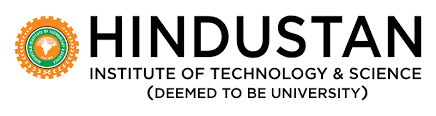 HINDUSTAN
INSTITUTE OF TECHNOLOGY & SCIENCE
(DEEMED TO BE UNIVERSITY)